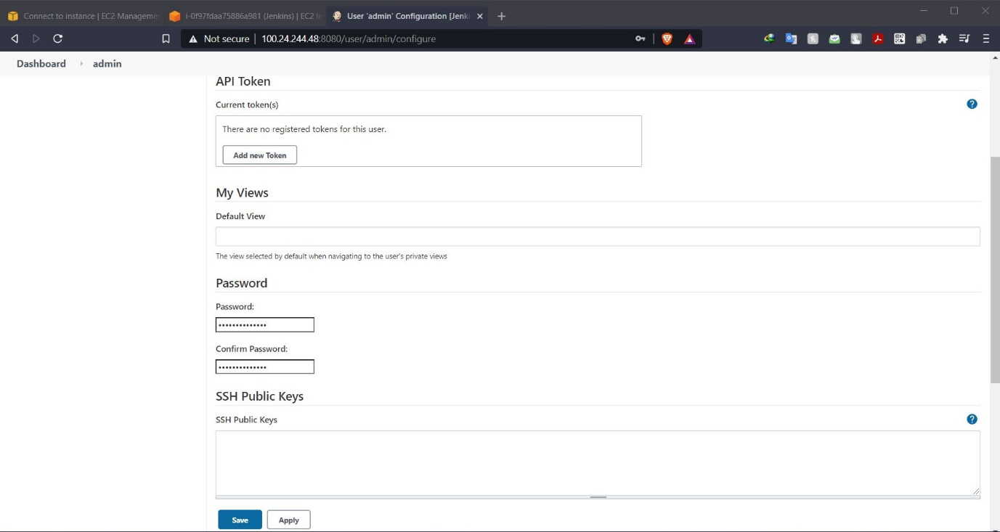 Connect to instance | EC2 Manageme
i-0f97fdaa75886a981 (Jenkins) | EC2 In
User 'admin' Configuration [Jenki
Not secure | 100.24.244.48:8080/user/admin/configure
Dashboard
admin
API Token
Current token(s)
There are no registered tokens for this user.
Add new Token
My Views
Default View
The view selected by default when navigating to the user's private views
Password
Password:
••••••••••••••
Confirm Password:
••••••••••••••
SSH Public Keys
SSH Public Keys
Save
Apply